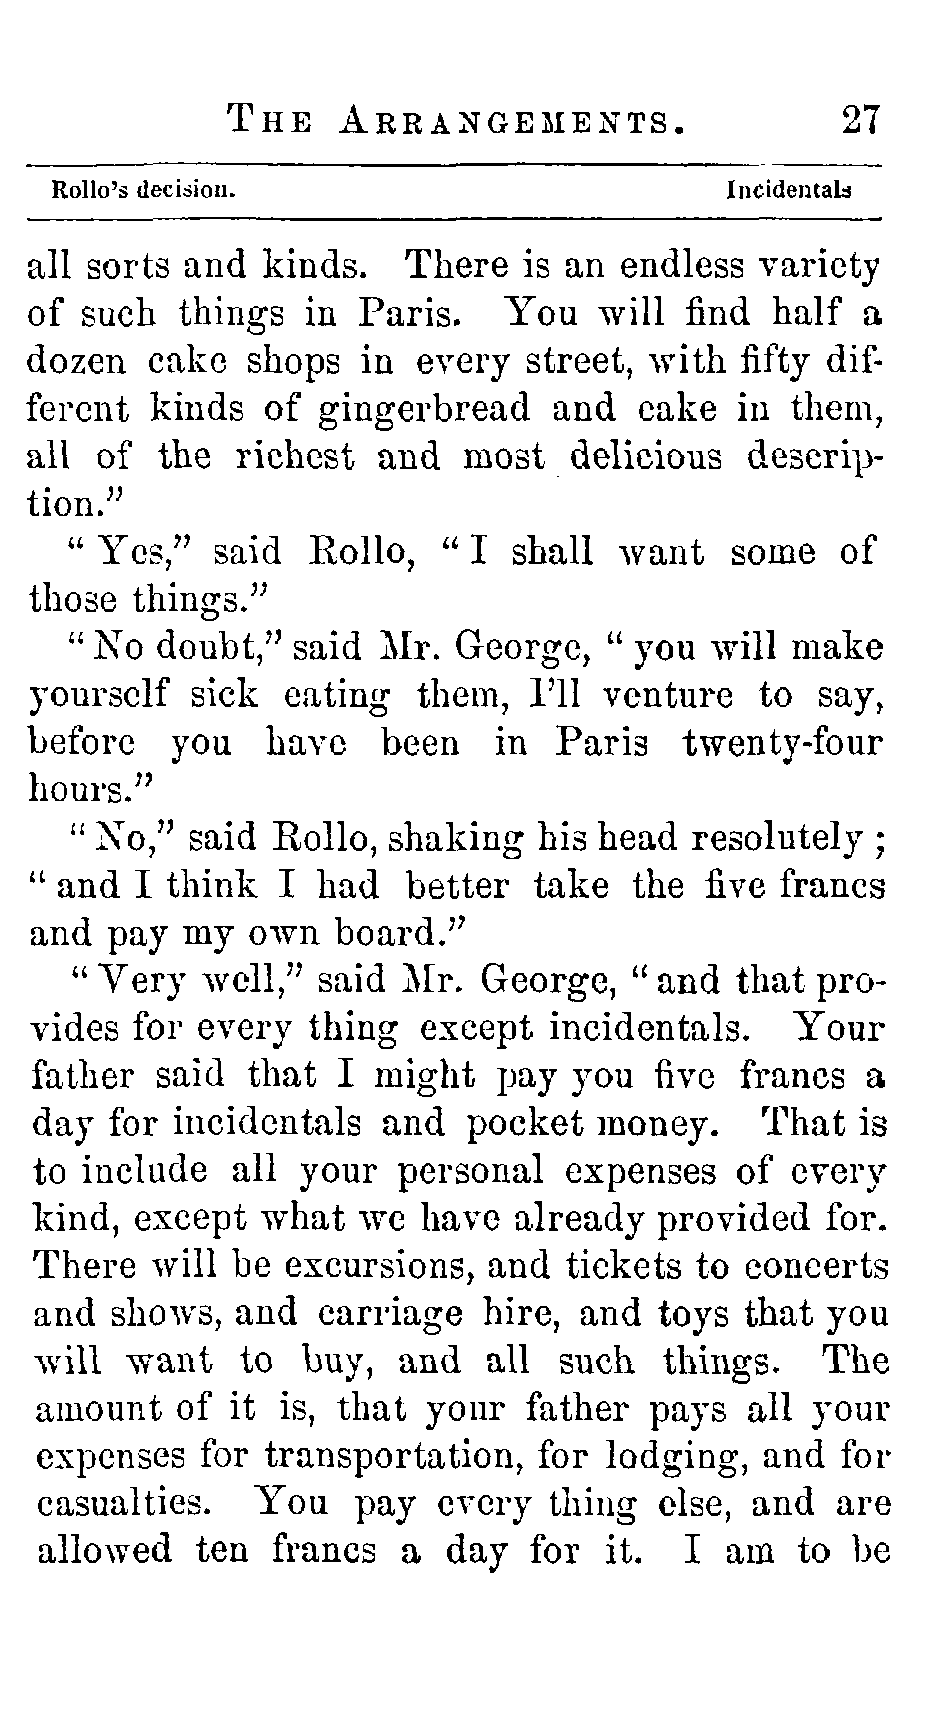 THE ARRANGEMENTS. 27
Rollo's decision. Incidentals
all sorts and kinds. There is an endless variety
of such things in Paris. You will find half a
dozen cake shops in every street, with fifty dif-
ferent kinds of gingerbread and cake in them,
all of the richest and most delicious descrip-
tion."
" Yes," said Rollo, " I shall want some of
those things."
" No doubt," said Mr. George, " you will make
yourself sick eating them, I'll venture to say,
before you have been in Paris twenty-four
hours."
" No," said Rollo, shaking his head resolutely ;
" and I think I had better take the five francs
and pay my own board."
" Very well," said Mr. George, " and that pro-
vides for every thing except incidentals. Your
father said that I might pay you five francs a
day for incidentals and pocket money. That is
to include all your personal expenses of every
kind, except what we have already provided for.
There will be excursions, and tickets to concerts
and shows, and carriage hire, and toys that you
will want to buy, and all such things. The
amount of it is, that your father pays all your
expenses for transportation, for lodging, and for
casualties. You pay every thing else, and are
allowed ten francs a day for it. I am to be